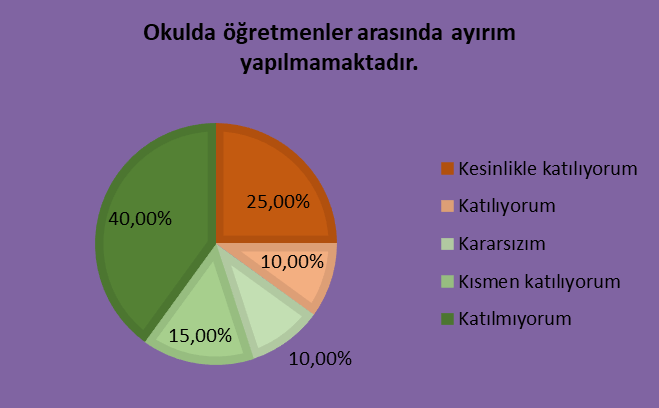 Okulda öğretmenler arasında ayırım
yapılmamaktadır.
25,00%
10,00%
10,00%
15,00%
40,00%
Kesinlikle katılıyorum
Katılıyorum
Kararsızım
Kısmen katılıyorum
Katılmıyorum